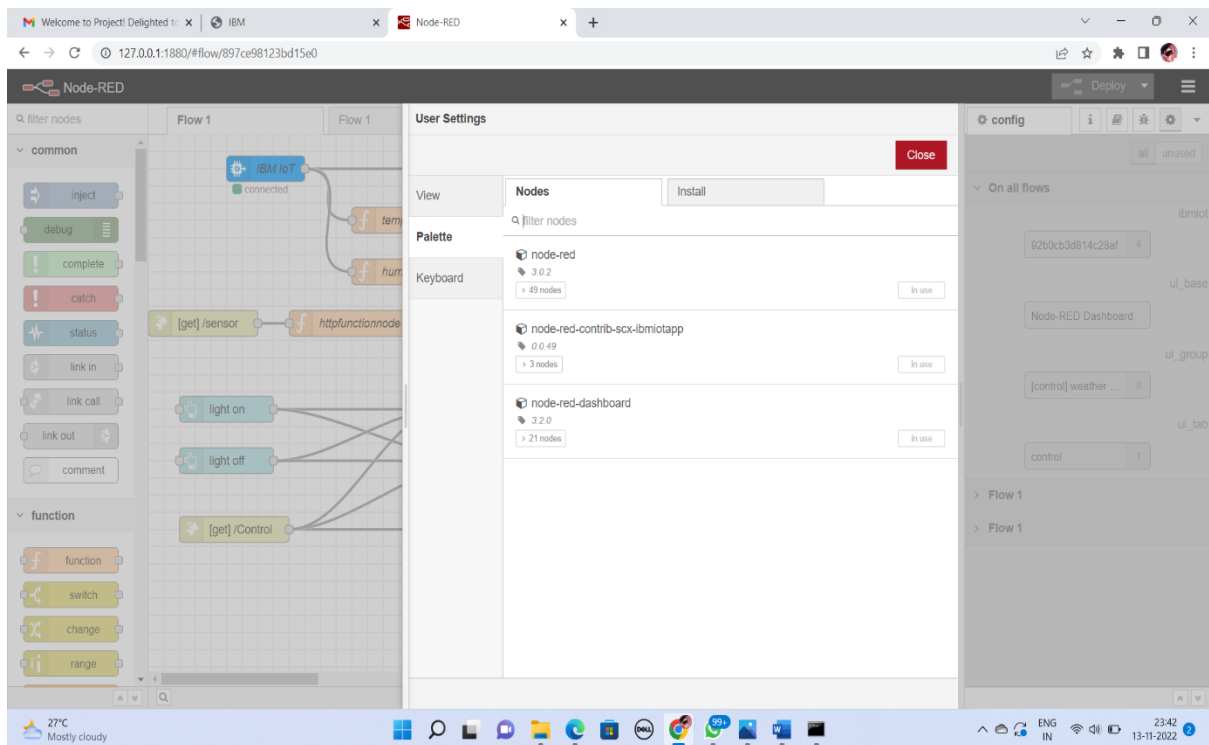 Welcome to Project! Delighted to
IBM
Node-RED
127.0.0.1:1880/#flow/897ce98123bd15e0
Node-RED
Deploy
filter nodes
Flow 1
Flow 1
User Settings
config
all unused
common
Close
IBM IoT
connected
View
Nodes
Install
On all flows
inject
ibmiot
filter nodes
debug
Palette
92b0cb3d814c28af 4
node-red
3.0.2
complete
Keyboard
49 nodes
in use
ui_base
catch
[get] /sensor
httpfunctionnode
node-red-contrib-scx-ibmiotapp
0.0.49
Node-RED Dashboard
status
3 nodes
in use
ui_group
link in
[control] weather ... 8
link call
light on
node-red-dashboard
3.2.0
ui_tab
link out
21 nodes
in use
light off
control 1
comment
Flow 1
function
[get] /Control
Flow 1
function
switch
change
range
27°C
Mostly cloudy
DELL
99+
ENG
IN
23:42
13-11-2022
2